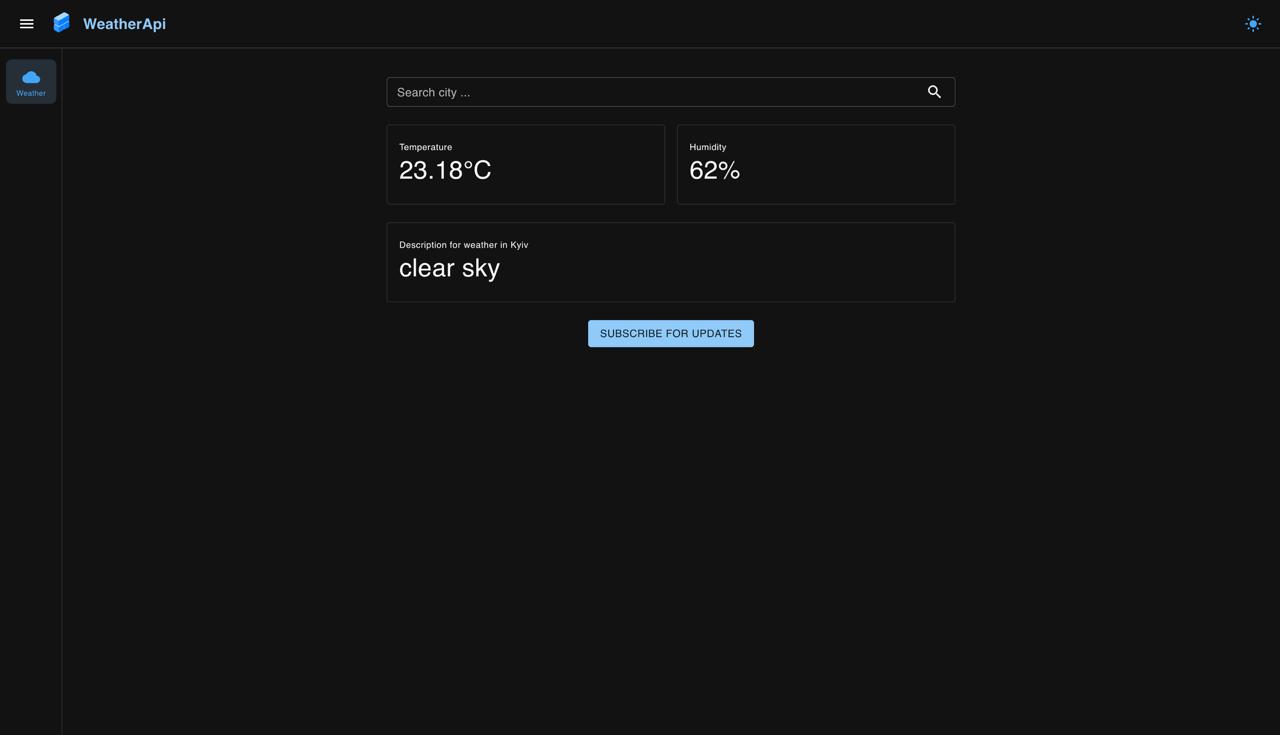 WeatherApi
Weather
Search city ...
Temperature
23.18°C
Humidity
62%
Description for weather in Kyiv
clear sky
SUBSCRIBE FOR UPDATES